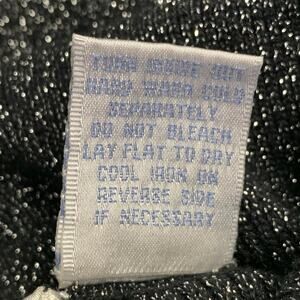 TURN INSIDE OUT
HAND WASH COLD
SEPARATELY
DO NOT BLEACH
LAY FLAT TO DRY
COOL IRON ON
REVERSE SIDE
IF NECESSARY